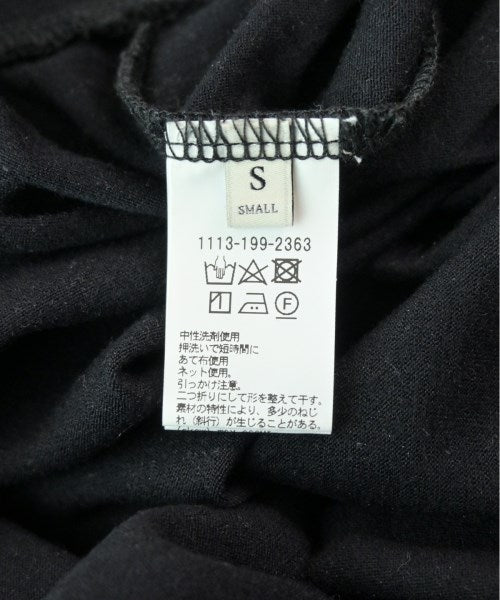 S
SMALL
1113-199-2363
F
中性洗剤使用
押洗いで短時間に
あて布使用
ネット使用。
引っかけ注意。
二つ折りにして形を整えて干す。
素材の特性により、多少のねじ
れ（斜行）が生じることがある。